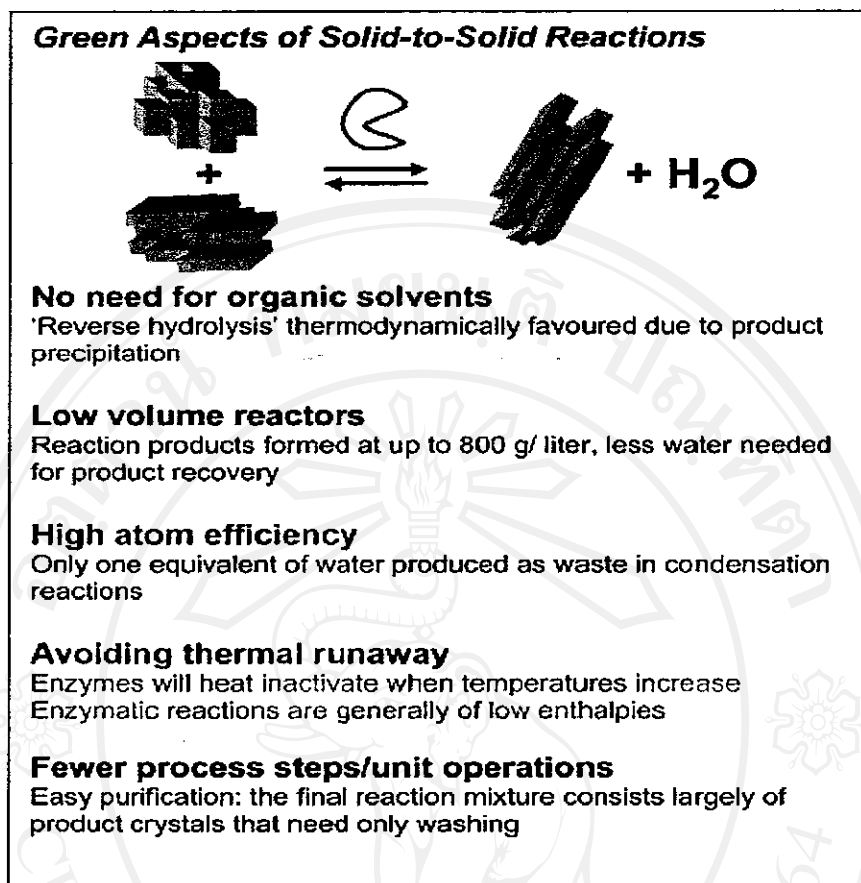 Green Aspects of Solid-to-Solid Reactions
+
+ H₂O
No need for organic solvents
'Reverse hydrolysis' thermodynamically favoured due to product
precipitation
Low volume reactors
Reaction products formed at up to 800 g/ liter, less water needed
for product recovery
High atom efficiency
Only one equivalent of water produced as waste in condensation
reactions
Avoiding thermal runaway
Enzymes will heat inactivate when temperatures increase
Enzymatic reactions are generally of low enthalpies
Fewer process steps/unit operations
Easy purification: the final reaction mixture consists largely of
product crystals that need only washing